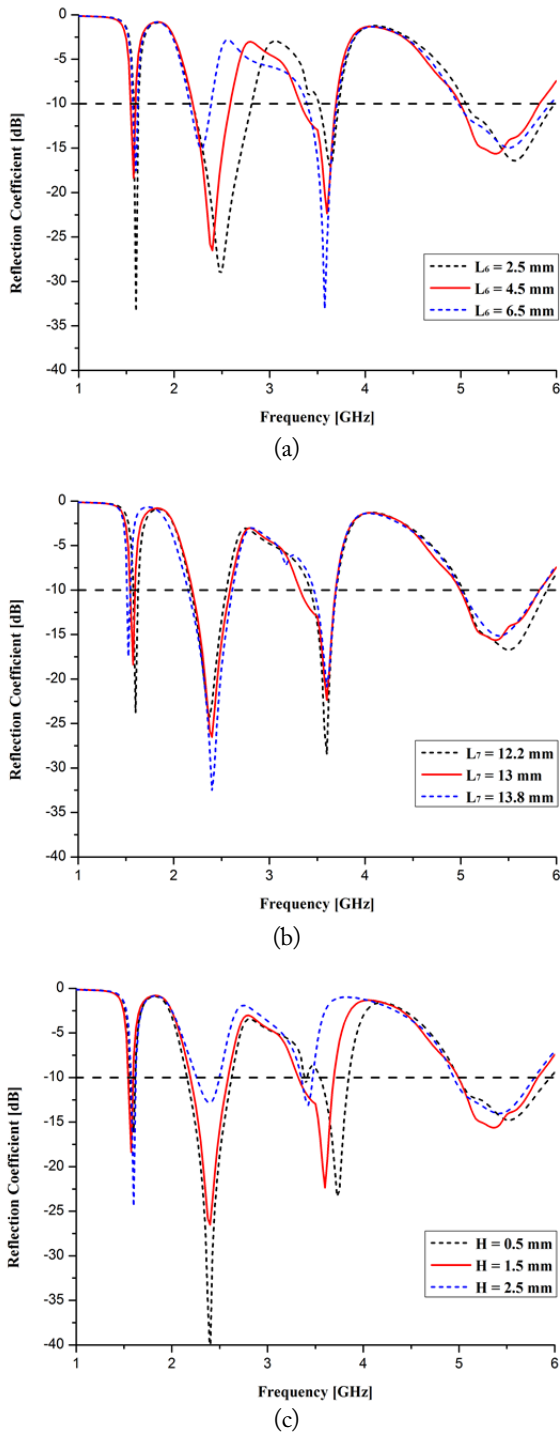 0
-5
-10
-15
-20
-25
-30
-35
-40
Reflection Coefficient [dB]
L₆ = 2.5 mm
L₆ = 4.5 mm
L₆ = 6.5 mm
1 2 3 4 5 6
Frequency [GHz]
(a)
0
-5
-10
-15
-20
-25
-30
-35
-40
Reflection Coefficient [dB]
L₇ = 12.2 mm
L₇ = 13 mm
L₇ = 13.8 mm
1 2 3 4 5 6
Frequency [GHz]
(b)
0
-5
-10
-15
-20
-25
-30
-35
-40
Reflection Coefficient [dB]
H = 0.5 mm
H = 1.5 mm
H = 2.5 mm
1 2 3 4 5 6
Frequency [GHz]
(c)